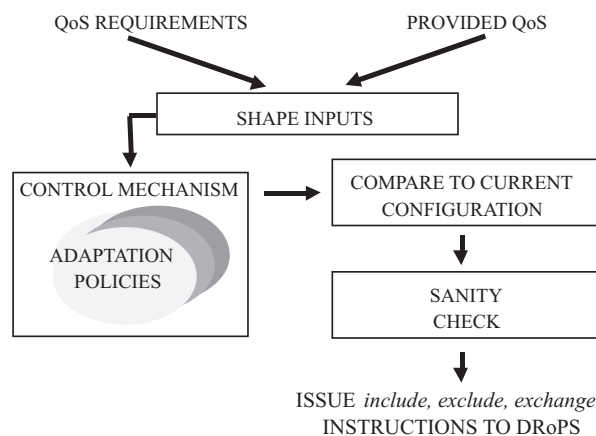 QoS REQUIREMENTS
PROVIDED QoS
SHAPE INPUTS
CONTROL MECHANISM
ADAPTATION
POLICIES
COMPARE TO CURRENT
CONFIGURATION
SANITY
CHECK
ISSUE include, exclude, exchange
INSTRUCTIONS TO DRoPS